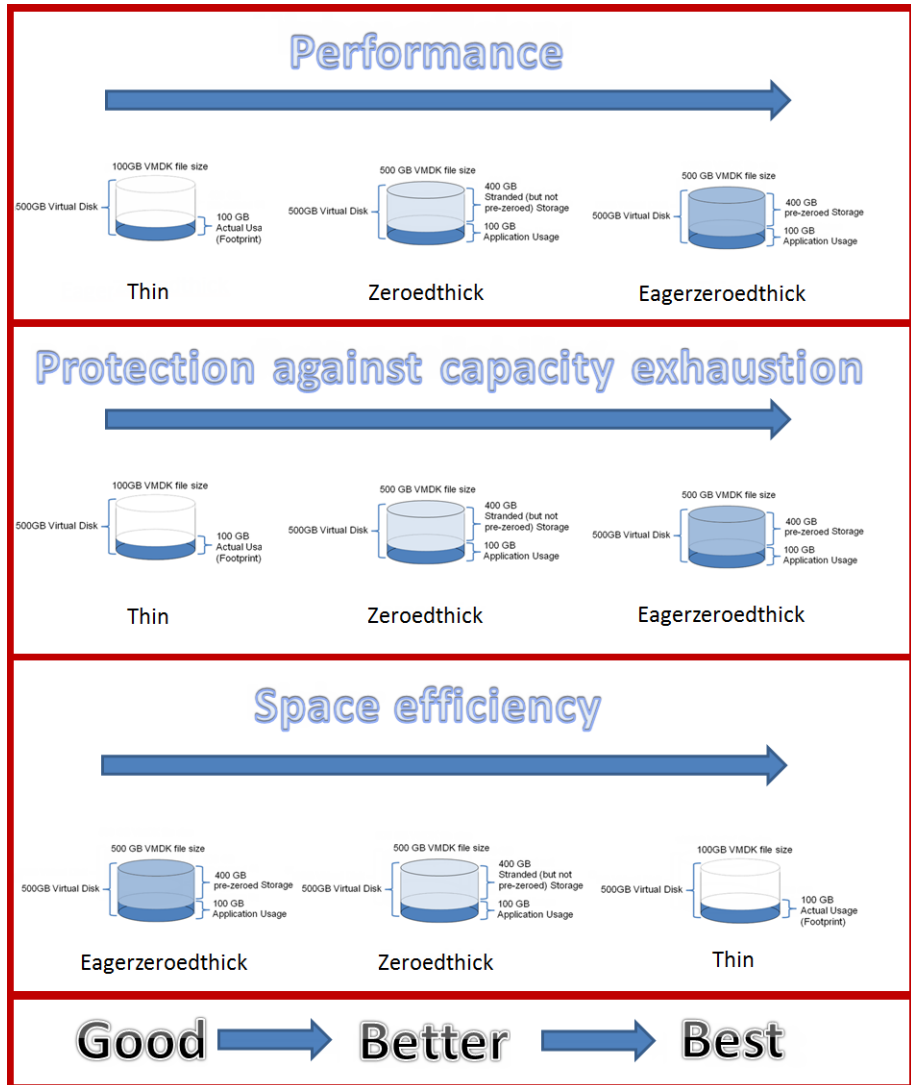 Performance
100GB VMDK file size
500GB Virtual Disk
100 GB
Actual Usa
(Footprint)
Thin
500 GB VMDK file size
500GB Virtual Disk
400 GB
Stranded (but not
pre-zeroed) Storage
100 GB
Application Usage
Zeroedthick
500 GB VMDK file size
500GB Virtual Disk
400 GB
pre-zeroed Storage
100 GB
Application Usage
Eagerzeroedthick
Protection against capacity exhaustion
100GB VMDK file size
500GB Virtual Disk
100 GB
Actual Usa
(Footprint)
Thin
500 GB VMDK file size
500GB Virtual Disk
400 GB
Stranded (but not
pre-zeroed) Storage
100 GB
Application Usage
Zeroedthick
500 GB VMDK file size
500GB Virtual Disk
400 GB
pre-zeroed Storage
100 GB
Application Usage
Eagerzeroedthick
Space efficiency
500 GB VMDK file size
500GB Virtual Disk
400 GB
pre-zeroed Storage
100 GB
Application Usage
Eagerzeroedthick
500 GB VMDK file size
500GB Virtual Disk
400 GB
Stranded (but not
pre-zeroed) Storage
100 GB
Application Usage
Zeroedthick
100GB VMDK file size
500GB Virtual Disk
100 GB
Actual Usage
(Footprint)
Thin
Good
Better
Best